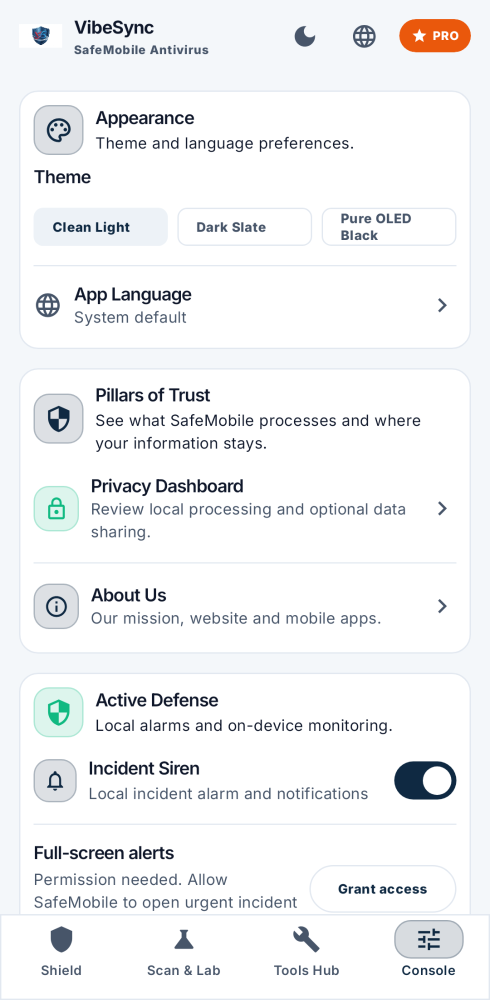 VibeSync
SafeMobile Antivirus
PRO
Appearance
Theme and language preferences.
Theme
Clean Light
Dark Slate
Pure OLED
Black
App Language
System default
Pillars of Trust
See what SafeMobile processes and where
your information stays.
Privacy Dashboard
Review local processing and optional data
sharing.
About Us
Our mission, website and mobile apps.
Active Defense
Local alarms and on-device monitoring.
Incident Siren
Local incident alarm and notifications
Full-screen alerts
Permission needed. Allow
SafeMobile to open urgent incident
Grant access
Shield
Scan & Lab
Tools Hub
Console